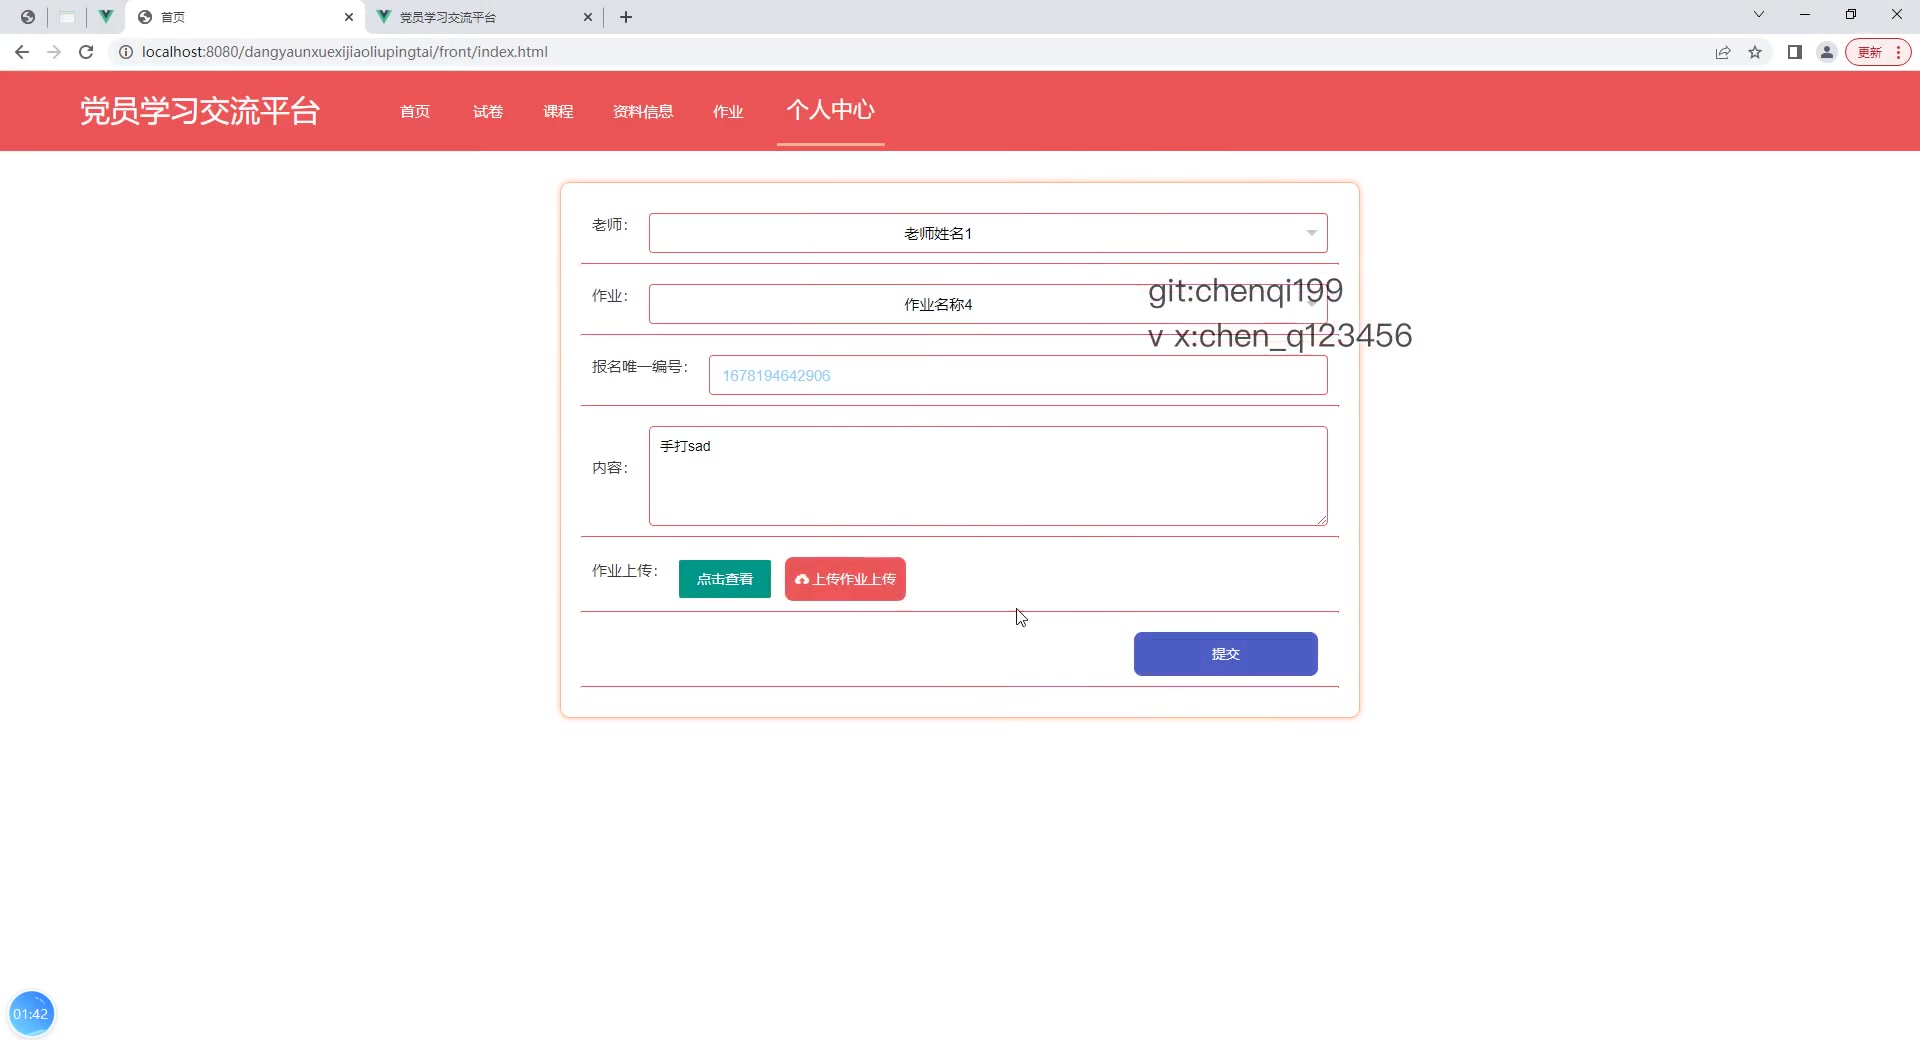 首页
党员学习交流平台
localhost:8080/dangyaunxuexijiaoliupingtai/front/index.html
更新
党员学习交流平台
首页
试卷
课程
资料信息
作业
个人中心
老师：
老师姓名1
git:chenqi199
作业：
作业名称4
v x:chen_q123456
报名唯一编号：
1678194642906
手打sad
内容：
作业上传：
点击查看
上传作业上传
提交
01:42